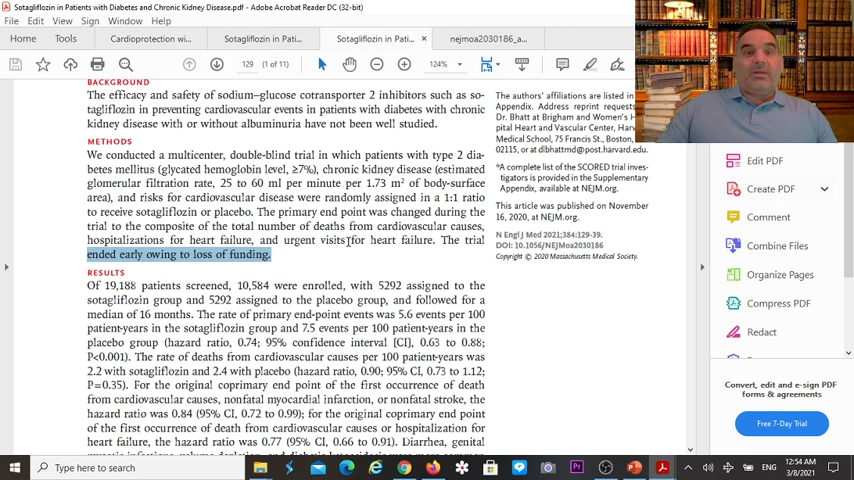 Sotagliflozin in Patients with Diabetes and Chronic Kidney Disease.pdf - Adobe Acrobat Reader DC (32-bit)
File Edit View Sign Window Help
Home Tools Cardioprotection wi... Sotagliflozin in Pati... Sotagliflozin in Pati... × nejmoa2030186_a...
129 (1 of 11) 124%
BACKGROUND
The efficacy and safety of sodium–glucose cotransporter 2 inhibitors such as so-
tagliflozin in preventing cardiovascular events in patients with diabetes with chronic
kidney disease with or without albuminuria have not been well studied.
METHODS
We conducted a multicenter, double-blind trial in which patients with type 2 dia-
betes mellitus (glycated hemoglobin level, ≥7%), chronic kidney disease (estimated
glomerular filtration rate, 25 to 60 ml per minute per 1.73 m² of body-surface
area), and risks for cardiovascular disease were randomly assigned in a 1:1 ratio
to receive sotagliflozin or placebo. The primary end point was changed during the
trial to the composite of the total number of deaths from cardiovascular causes,
hospitalizations for heart failure, and urgent visits for heart failure. The trial
ended early owing to loss of funding.
RESULTS
Of 19,188 patients screened, 10,584 were enrolled, with 5292 assigned to the
sotagliflozin group and 5292 assigned to the placebo group, and followed for a
median of 16 months. The rate of primary end-point events was 5.6 events per 100
patient-years in the sotagliflozin group and 7.5 events per 100 patient-years in the
placebo group (hazard ratio, 0.74; 95% confidence interval [CI], 0.63 to 0.88;
P<0.001). The rate of deaths from cardiovascular causes per 100 patient-years was
2.2 with sotagliflozin and 2.4 with placebo (hazard ratio, 0.90; 95% CI, 0.73 to 1.12;
P=0.35). For the original coprimary end point of the first occurrence of death
from cardiovascular causes, nonfatal myocardial infarction, or nonfatal stroke, the
hazard ratio was 0.84 (95% CI, 0.72 to 0.99); for the original coprimary end point
of the first occurrence of death from cardiovascular causes or hospitalization for
heart failure, the hazard ratio was 0.77 (95% CI, 0.66 to 0.91). Diarrhea, genital
The authors' affiliations are listed in
Appendix. Address reprint requests
Dr. Bhatt at Brigham and Women's H
pital Heart and Vascular Center, Harva
Medical School, Boston,
02115, or at dlbhattmd@post.harvard.e
*A complete list of the SCORED trial inves-
tigators is provided in the Supplementary
Appendix, available at NEJM.org.
This article was published on November
16, 2020, at NEJM.org.
N Engl J Med 2021;384:129-39.
DOI: 10.1056/NEJMoa2030186
Copyright © 2020 Massachusetts Medical Society.
Edit PDF
Create PDF
Comment
Combine Files
Organize Pages
Compress PDF
Redact
Convert, edit and e-sign PDF
forms & agreements
Free 7-Day Trial
Type here to search
ENG
12:54 AM
3/8/2021